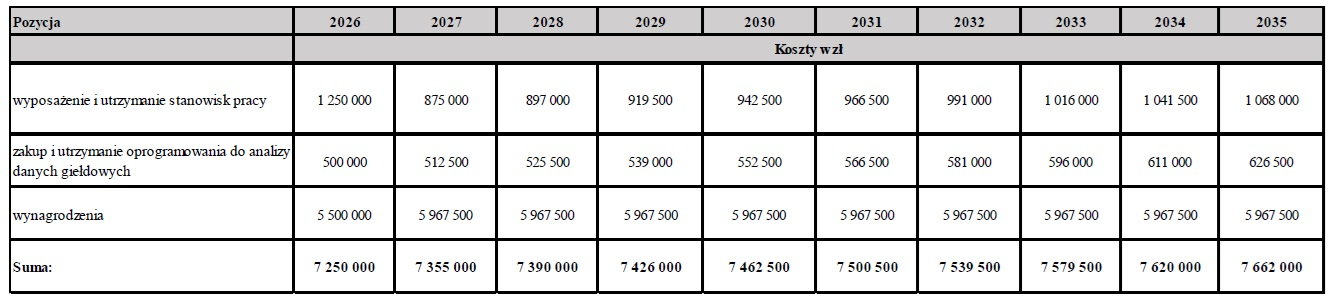 Pozycja 2026 2027 2028 2029 2030 2031 2032 2033 2034 2035
Koszty w zł
wyposażenie i utrzymanie stanowisk pracy 1 250 000 875 000 897 000 919 500 942 500 966 500 991 000 1 016 000 1 041 500 1 068 000
zakup i utrzymanie oprogramowania do analizy
danych giełdowych 500 000 512 500 525 500 539 000 552 500 566 500 581 000 596 000 611 000 626 500
wynagrodzenia 5 500 000 5 967 500 5 967 500 5 967 500 5 967 500 5 967 500 5 967 500 5 967 500 5 967 500 5 967 500
Suma: 7 250 000 7 355 000 7 390 000 7 426 000 7 462 500 7 500 500 7 539 500 7 579 500 7 620 000 7 662 000